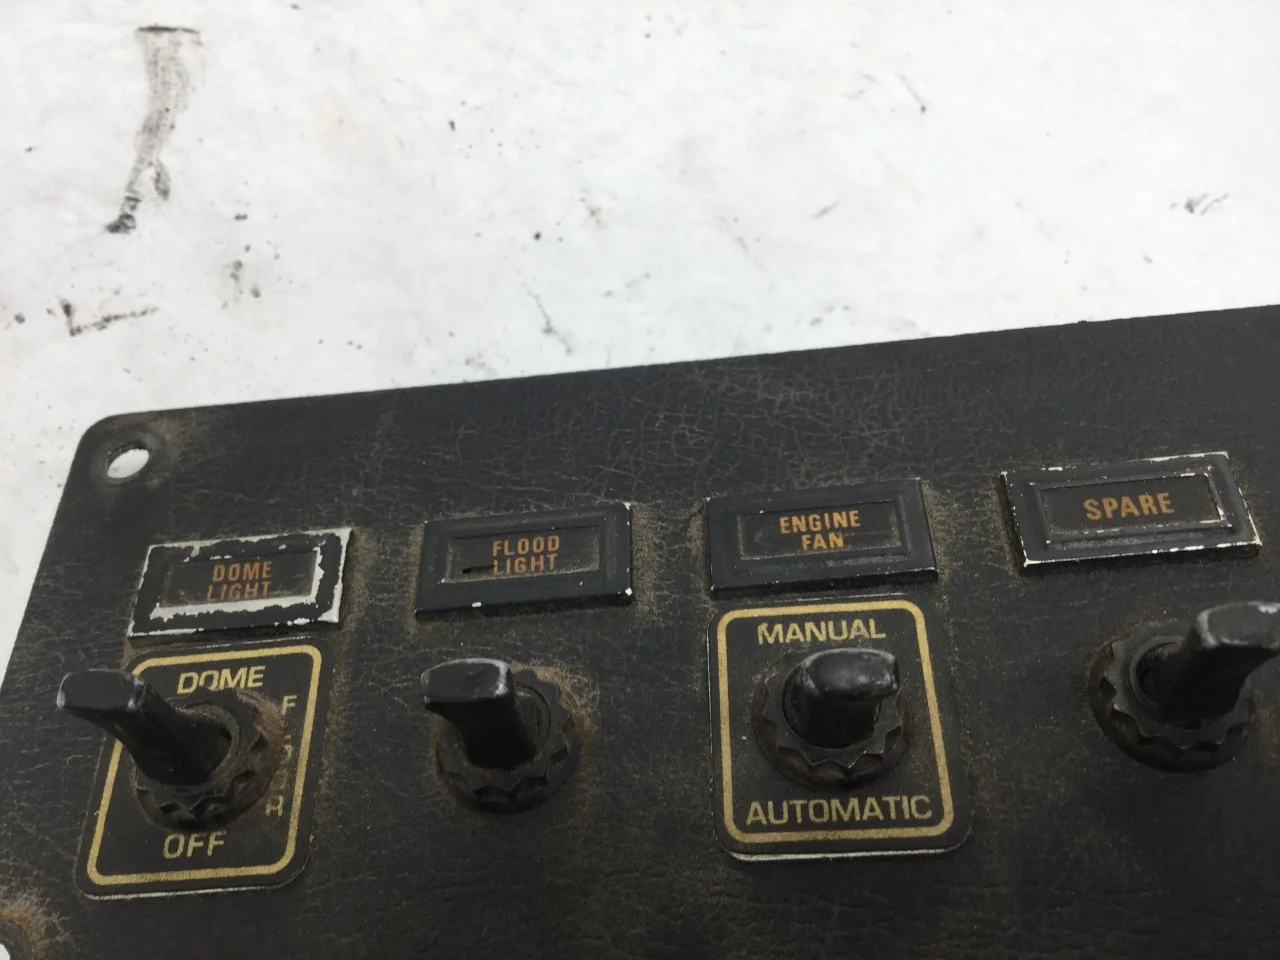 DOME
LIGHT
FLOOD
LIGHT
ENGINE
FAN
SPARE
DOME
OFF
MANUAL
AUTOMATIC